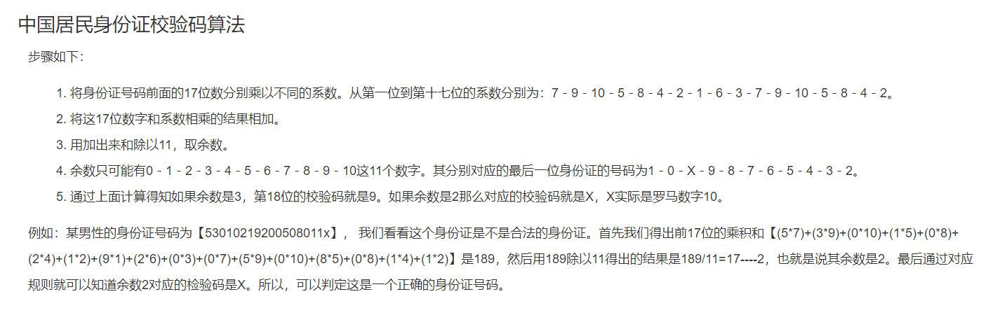 中国居民身份证校验码算法
步骤如下：
1. 将身份证号码前面的17位数分别乘以不同的系数。从第一位到第十七位的系数分别为：7－9－10－5－8－4－2－1－6－3－7－9－10－5－8－4－2。
2. 将这17位数字和系数相乘的结果相加。
3. 用加出来和除以11，取余数。
4. 余数只可能有0－1－2－3－4－5－6－7－8－9－10这11个数字。其分别对应的最后一位身份证的号码为1－0－X－9－8－7－6－5－4－3－2。
5. 通过上面计算得知如果余数是3，第18位的校验码就是9。如果余数是2那么对应的校验码就是X，X实际是罗马数字10。
例如：某男性的身份证号码为【53010219200508011x】， 我们看看这个身份证是不是合法的身份证。首先我们得出前17位的乘积和【(5*7)+(3*9)+(0*10)+(1*5)+(0*8)+
(2*4)+(1*2)+(9*1)+(2*6)+(0*3)+(0*7)+(5*9)+(0*10)+(8*5)+(0*8)+(1*4)+(1*2)】是189，然后用189除以11得出的结果是189/11=17----2，也就是说其余数是2。最后通过对应
规则就可以知道余数2对应的检验码是X。所以，可以判定这是一个正确的身份证号码。